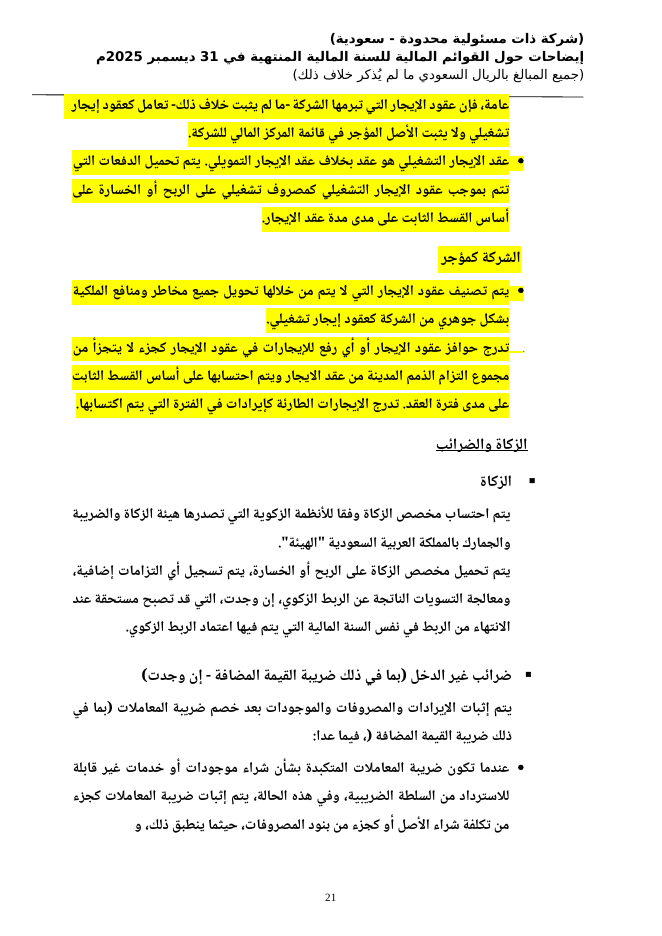 (شركة ذات مسئولية محدودة - سعودية)
إيضاحات حول القوائم المالية للسنة المالية المنتهية في 31 ديسمبر 2025م
(جميع المبالغ بالريال السعودي ما لم يُذكر خلاف ذلك)
عامة، فإن عقود الإيجار التي تبرمها الشركة -ما لم يثبت خلاف ذلك- تعامل كعقود إيجار
تشغيلي ولا يثبت الأصل المؤجر في قائمة المركز المالي للشركة.
● عقد الإيجار التشغيلي هو عقد بخلاف عقد الإيجار التمويلي. يتم تحميل الدفعات التي
تتم بموجب عقود الإيجار التشغيلي كمصروف تشغيلي على الربح أو الخسارة على
أساس القسط الثابت على مدى مدة عقد الإيجار.
الشركة كمؤجر
● يتم تصنيف عقود الإيجار التي لا يتم من خلالها تحويل جميع مخاطر ومنافع الملكية
بشكل جوهري من الشركة كعقود إيجار تشغيلي.
تدرج حوافز عقود الإيجار أو أي رفع للإيجارات في عقود الإيجار كجزء لا يتجزأ من
مجموع التزام الذمم المدينة من عقد الايجار ويتم احتسابها على أساس القسط الثابت
على مدى فترة العقد. تدرج الإيجارات الطارئة كإيرادات في الفترة التي يتم اكتسابها.
الزكاة والضرائب
▪ الزكاة
يتم احتساب مخصص الزكاة وفقا للأنظمة الزكوية التي تصدرها هيئة الزكاة والضريبة
والجمارك بالمملكة العربية السعودية "الهيئة".
يتم تحميل مخصص الزكاة على الربح أو الخسارة، يتم تسجيل أي التزامات إضافية،
ومعالجة التسويات الناتجة عن الربط الزكوي، إن وجدت، التي قد تصبح مستحقة عند
الانتهاء من الربط في نفس السنة المالية التي يتم فيها اعتماد الربط الزكوي.
▪ ضرائب غير الدخل (بما في ذلك ضريبة القيمة المضافة - إن وجدت)
يتم إثبات الإيرادات والمصروفات والموجودات بعد خصم ضريبة المعاملات (بما في
ذلك ضريبة القيمة المضافة (، فيما عدا:
● عندما تكون ضريبة المعاملات المتكبدة بشأن شراء موجودات أو خدمات غير قابلة
للاسترداد من السلطة الضريبية، وفي هذه الحالة، يتم إثبات ضريبة المعاملات كجزء
من تكلفة شراء الأصل أو كجزء من بنود المصروفات، حيثما ينطبق ذلك، و
21